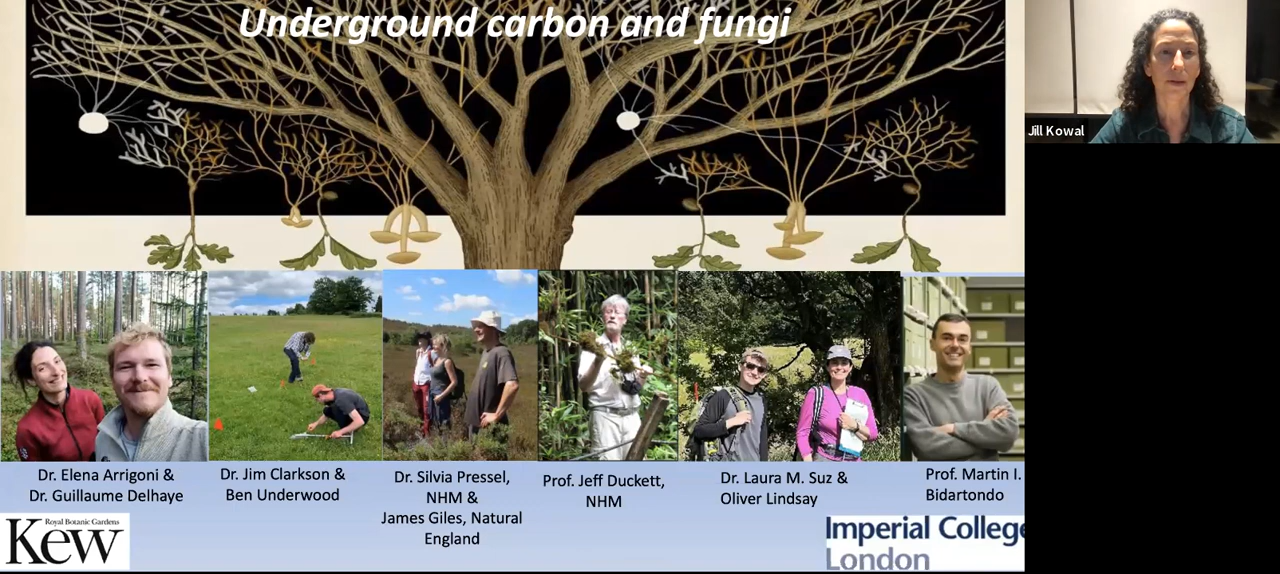 Underground carbon and fungi
Jill Kowal
Dr. Elena Arrigoni &
Dr. Guillaume Delhaye
Dr. Jim Clarkson &
Ben Underwood
Dr. Silvia Pressel,
NHM &
James Giles, Natural
England
Prof. Jeff Duckett,
NHM
Dr. Laura M. Suz &
Oliver Lindsay
Prof. Martin I.
Bidartondo
Royal Botanic Gardens
Kew
Imperial College
London